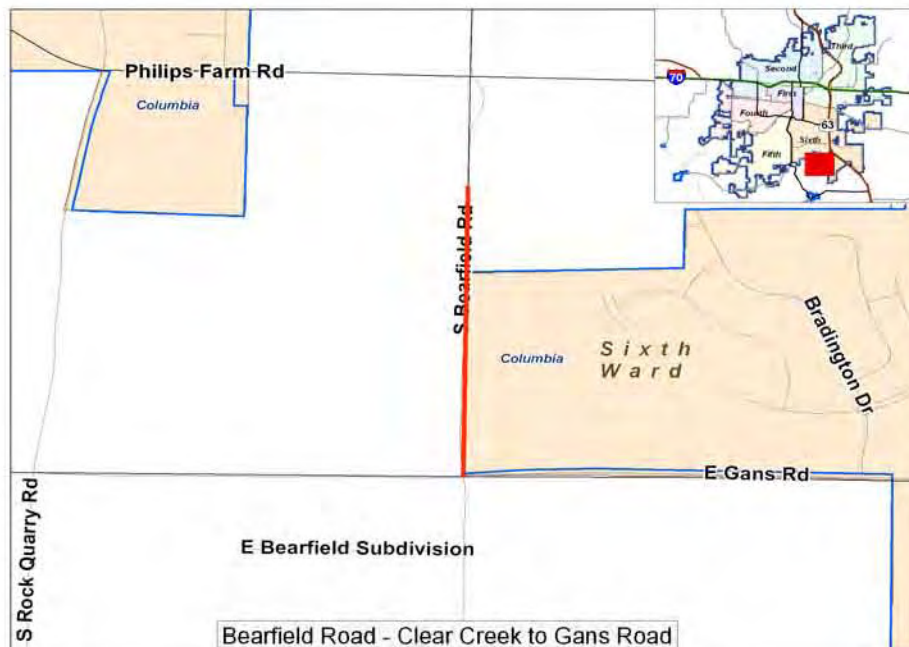 Philips Farm Rd
Columbia
70
Third
Second
First
Fourth
63
Sixth
Fifth
S Bearfield Rd
Columbia
Sixth
Ward
Bradington Dr
E Gans Rd
S Rock Quarry Rd
E Bearfield Subdivision
Bearfield Road - Clear Creek to Gans Road